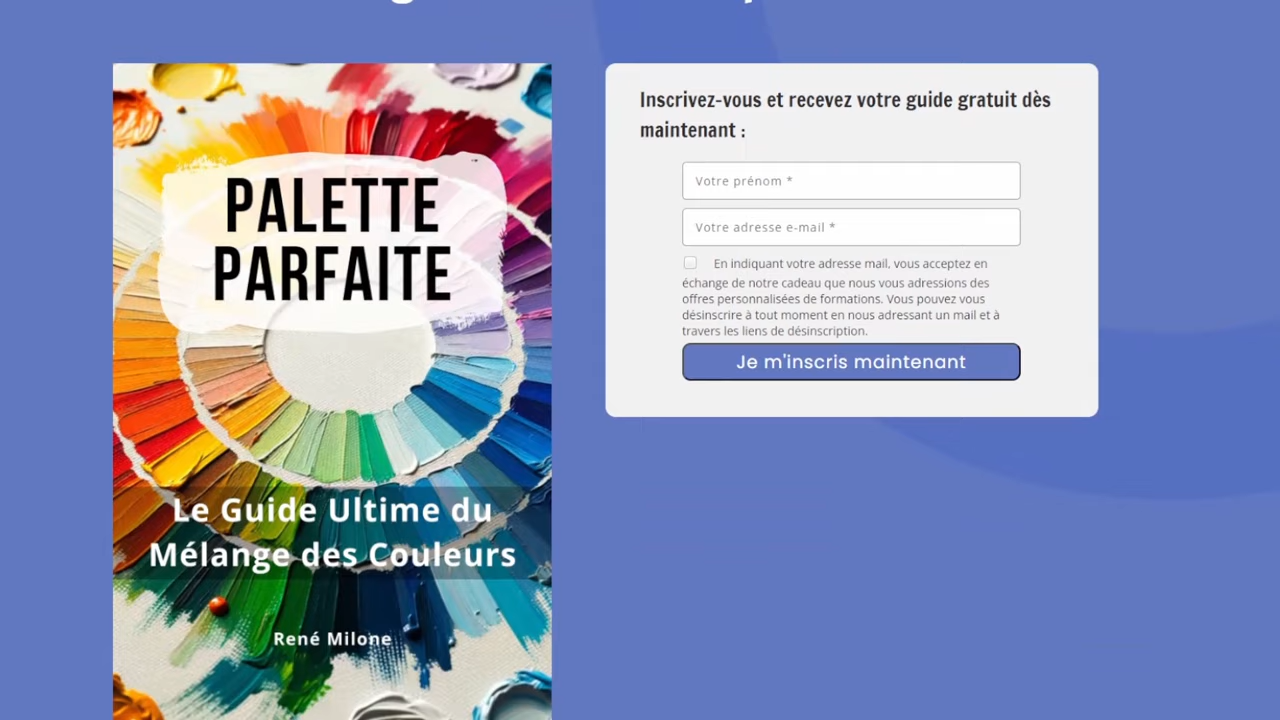 PALETTE
PARFAITE
Le Guide Ultime du
Mélange des Couleurs
René Milone
Inscrivez-vous et recevez votre guide gratuit dès
maintenant :
Votre prénom *
Votre adresse e-mail *
En indiquant votre adresse mail, vous acceptez en
échange de notre cadeau que nous vous adressions des
offres personnalisées de formations. Vous pouvez vous
désinscrire à tout moment en nous adressant un mail et à
travers les liens de désinscription.
Je m'inscris maintenant